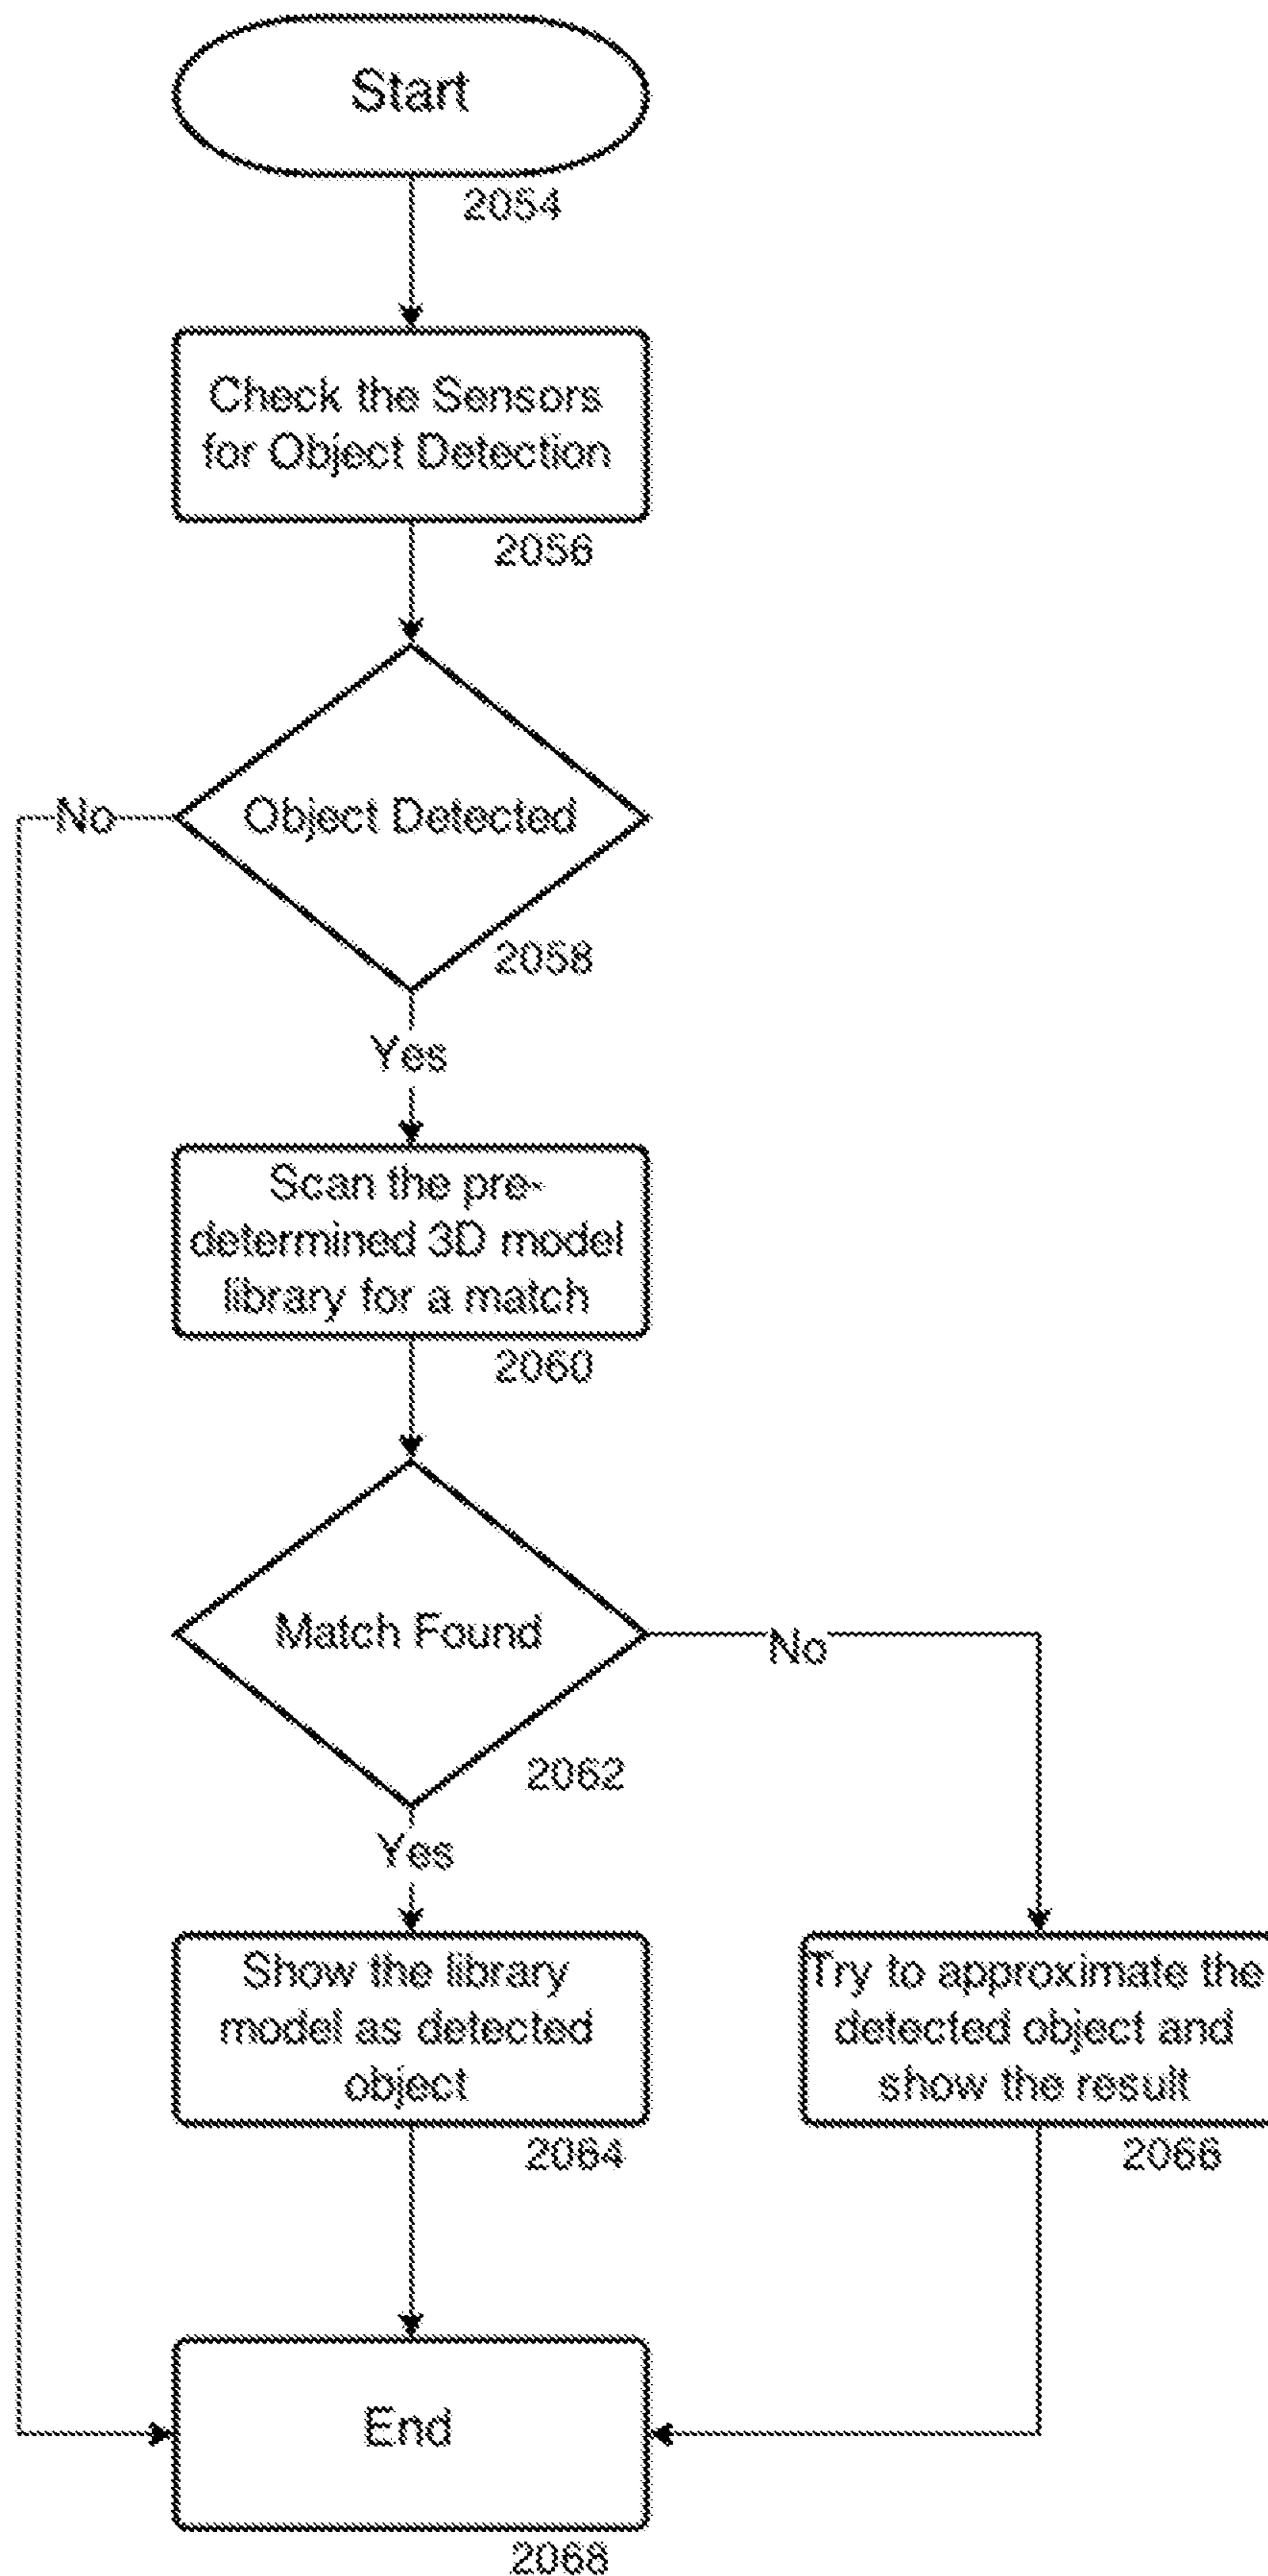 Start
2054
Check the Sensors
for Object Detection
2056
Object Detected
No
2058
Yes
Scan the pre-
determined 3D model
library for a match
2060
Match Found
No
2062
Yes
Show the library
model as detected
object
2064
Try to approximate the
detected object and
show the result
2066
End
2068